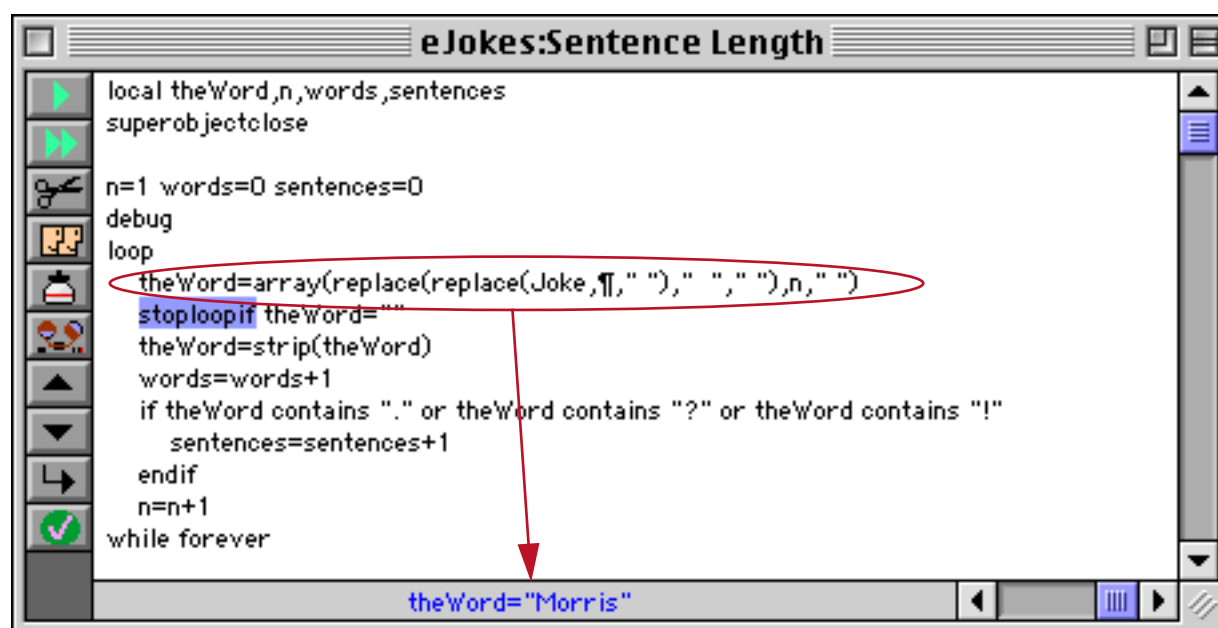 eJokes:Sentence Length
local theWord,n,words,sentences
superobjectclose
n=1 words=0 sentences=0
debug
loop
theWord=array(replace(replace(Joke,¶," "),"  "," "),n," ")
stoploopif theWord=""
theWord=strip(theWord)
words=words+1
if theWord contains "." or theWord contains "?" or theWord contains "!"
sentences=sentences+1
endif
n=n+1
while forever
theWord="Morris"